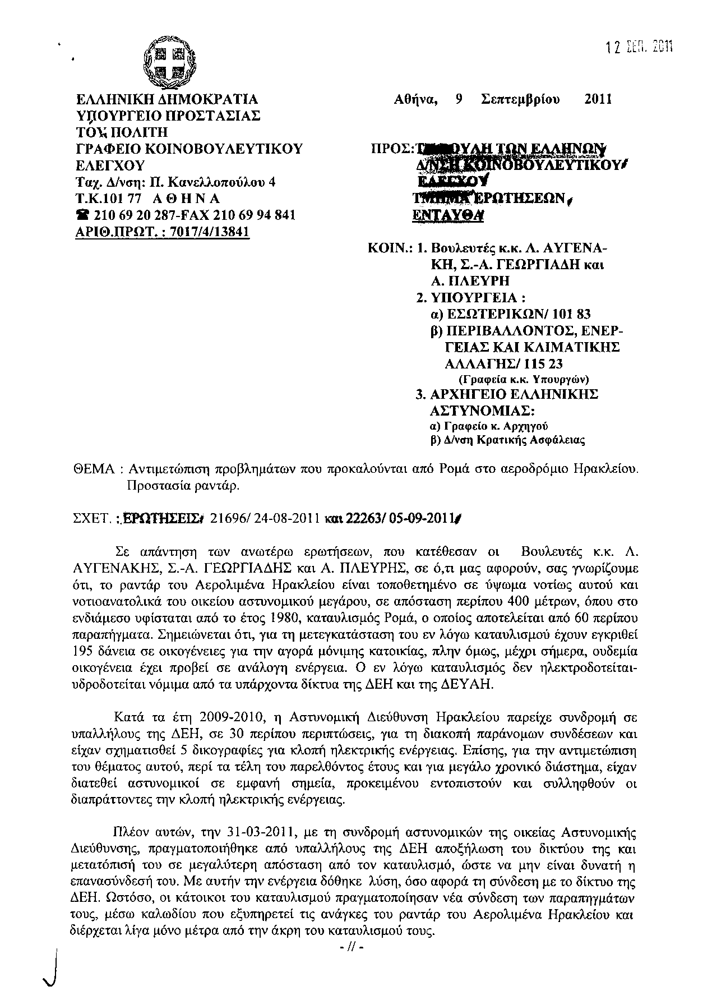 12 ΣΕΠ. 2011
ΕΛΛΗΝΙΚΗ ΔΗΜΟΚΡΑΤΙΑ
ΥΠΟΥΡΓΕΙΟ ΠΡΟΣΤΑΣΙΑΣ
ΤΟΥ ΠΟΛΙΤΗ
ΓΡΑΦΕΙΟ ΚΟΙΝΟΒΟΥΛΕΥΤΙΚΟΥ
ΕΛΕΓΧΟΥ
Ταχ. Δ/νση: Π. Κανελλοπούλου 4
Τ.Κ.101 77 Α Θ Η Ν Α
☎ 210 69 20 287-FAX 210 69 94 841
ΑΡΙΘ.ΠΡΩΤ. : 7017/4/13841
Αθήνα, 9 Σεπτεμβρίου 2011
ΠΡΟΣ: ΤΩΝ ΕΛΛΗΝΩΝ
Δ/ΝΣΗ ΚΟΙΝΟΒΟΥΛΕΥΤΙΚΟΥ
ΕΛΕΓΧΟΥ
ΤΜΗΜΑ ΕΡΩΤΗΣΕΩΝ
ΕΝΤΑΥΘΑ
ΚΟΙΝ.: 1. Βουλευτές κ.κ. Λ. ΑΥΓΕΝΑ-
ΚΗ, Σ.-Α. ΓΕΩΡΓΙΑΔΗ και
Α. ΠΛΕΥΡΗ
2. ΥΠΟΥΡΓΕΙΑ :
α) ΕΣΩΤΕΡΙΚΩΝ/ 101 83
β) ΠΕΡΙΒΑΛΛΟΝΤΟΣ, ΕΝΕΡ-
ΓΕΙΑΣ ΚΑΙ ΚΛΙΜΑΤΙΚΗΣ
ΑΛΛΑΓΗΣ/ 115 23
(Γραφεία κ.κ. Υπουργών)
3. ΑΡΧΗΓΕΙΟ ΕΛΛΗΝΙΚΗΣ
ΑΣΤΥΝΟΜΙΑΣ:
α) Γραφείο κ. Αρχηγού
β) Δ/νση Κρατικής Ασφάλειας
ΘΕΜΑ : Αντιμετώπιση προβλημάτων που προκαλούνται από Ρομά στο αεροδρόμιο Ηρακλείου.
Προστασία ραντάρ.
ΣΧΕΤ. : ΕΡΩΤΗΣΕΙΣ 21696/ 24-08-2011 και 22263/ 05-09-2011
Σε απάντηση των ανωτέρω ερωτήσεων, που κατέθεσαν οι Βουλευτές κ.κ. Λ.
ΑΥΓΕΝΑΚΗΣ, Σ.-Α. ΓΕΩΡΓΙΑΔΗΣ και Α. ΠΛΕΥΡΗΣ, σε ό,τι μας αφορούν, σας γνωρίζουμε
ότι, το ραντάρ του Αερολιμένα Ηρακλείου είναι τοποθετημένο σε ύψωμα νοτίως αυτού και
νοτιοανατολικά του οικείου αστυνομικού μεγάρου, σε απόσταση περίπου 400 μέτρων, όπου στο
ενδιάμεσο υφίσταται από το έτος 1980, καταυλισμός Ρομά, ο οποίος αποτελείται από 60 περίπου
παραπήγματα. Σημειώνεται ότι, για τη μετεγκατάσταση του εν λόγω καταυλισμού έχουν εγκριθεί
195 δάνεια σε οικογένειες για την αγορά μόνιμης κατοικίας, πλην όμως, μέχρι σήμερα, ουδεμία
οικογένεια έχει προβεί σε ανάλογη ενέργεια. Ο εν λόγω καταυλισμός δεν ηλεκτροδοτείται-
υδροδοτείται νόμιμα από τα υπάρχοντα δίκτυα της ΔΕΗ και της ΔΕΥΑΗ.
Κατά τα έτη 2009-2010, η Αστυνομική Διεύθυνση Ηρακλείου παρείχε συνδρομή σε
υπαλλήλους της ΔΕΗ, σε 30 περίπου περιπτώσεις, για τη διακοπή παράνομων συνδέσεων και
είχαν σχηματισθεί 5 δικογραφίες για κλοπή ηλεκτρικής ενέργειας. Επίσης, για την αντιμετώπιση
του θέματος αυτού, περί τα τέλη του παρελθόντος έτους και για μεγάλο χρονικό διάστημα, είχαν
διατεθεί αστυνομικοί σε εμφανή σημεία, προκειμένου εντοπιστούν και συλληφθούν οι
διαπράττοντες την κλοπή ηλεκτρικής ενέργειας.
Πλέον αυτών, την 31-03-2011, με τη συνδρομή αστυνομικών της οικείας Αστυνομικής
Διεύθυνσης, πραγματοποιήθηκε από υπαλλήλους της ΔΕΗ αποξήλωση του δικτύου της και
μετατόπισή του σε μεγαλύτερη απόσταση από τον καταυλισμό, ώστε να μην είναι δυνατή η
επανασύνδεσή του. Με αυτήν την ενέργεια δόθηκε λύση, όσο αφορά τη σύνδεση με το δίκτυο της
ΔΕΗ. Ωστόσο, οι κάτοικοι του καταυλισμού πραγματοποίησαν νέα σύνδεση των παραπηγμάτων
τους, μέσω καλωδίου που εξυπηρετεί τις ανάγκες του ραντάρ του Αερολιμένα Ηρακλείου και
διέρχεται λίγα μόνο μέτρα από την άκρη του καταυλισμού τους.
- // -